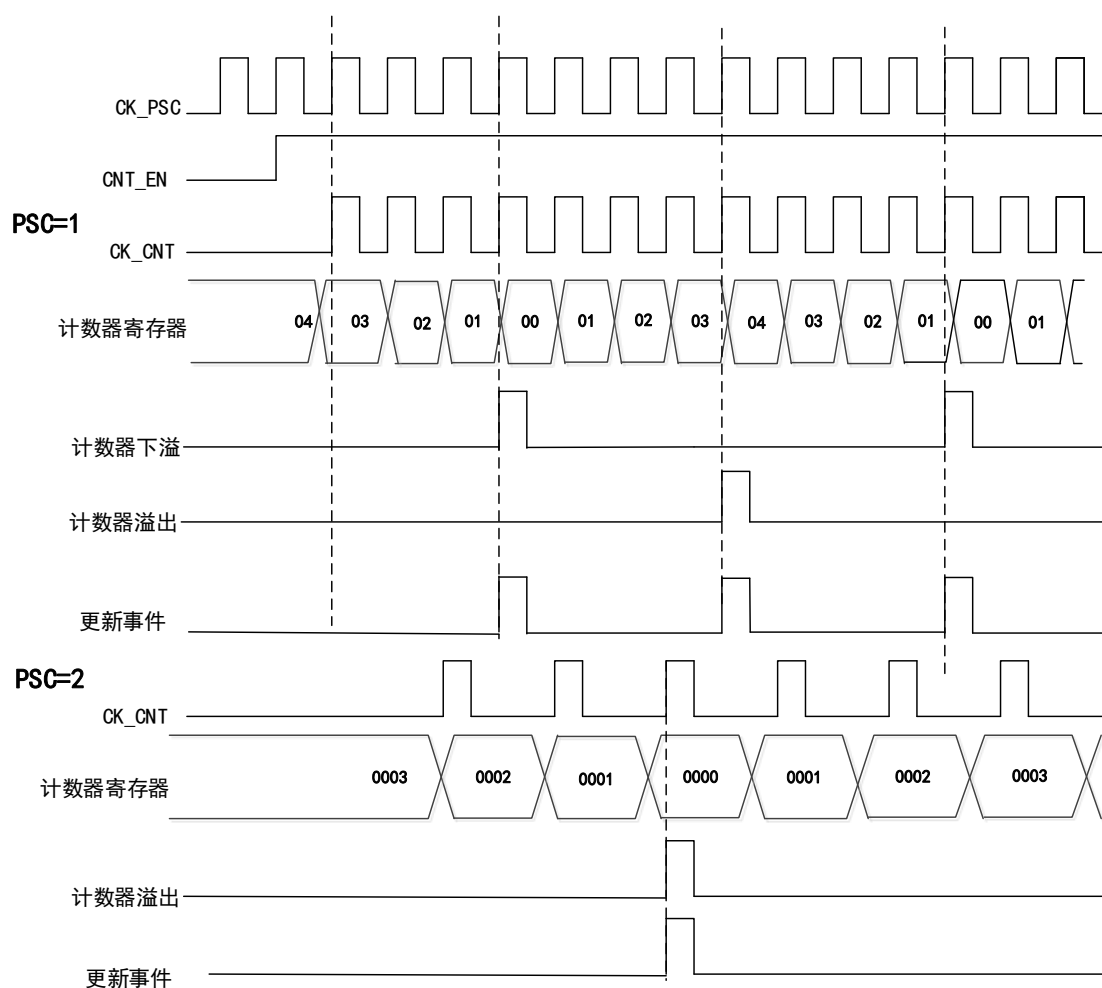 CK_PSC
CNT_EN
PSC=1
CK_CNT
计数器寄存器 04 03 02 01 00 01 02 03 04 03 02 01 00 01
计数器下溢
计数器溢出
更新事件
PSC=2
CK_CNT
计数器寄存器 0003 0002 0001 0000 0001 0002 0003
计数器溢出
更新事件